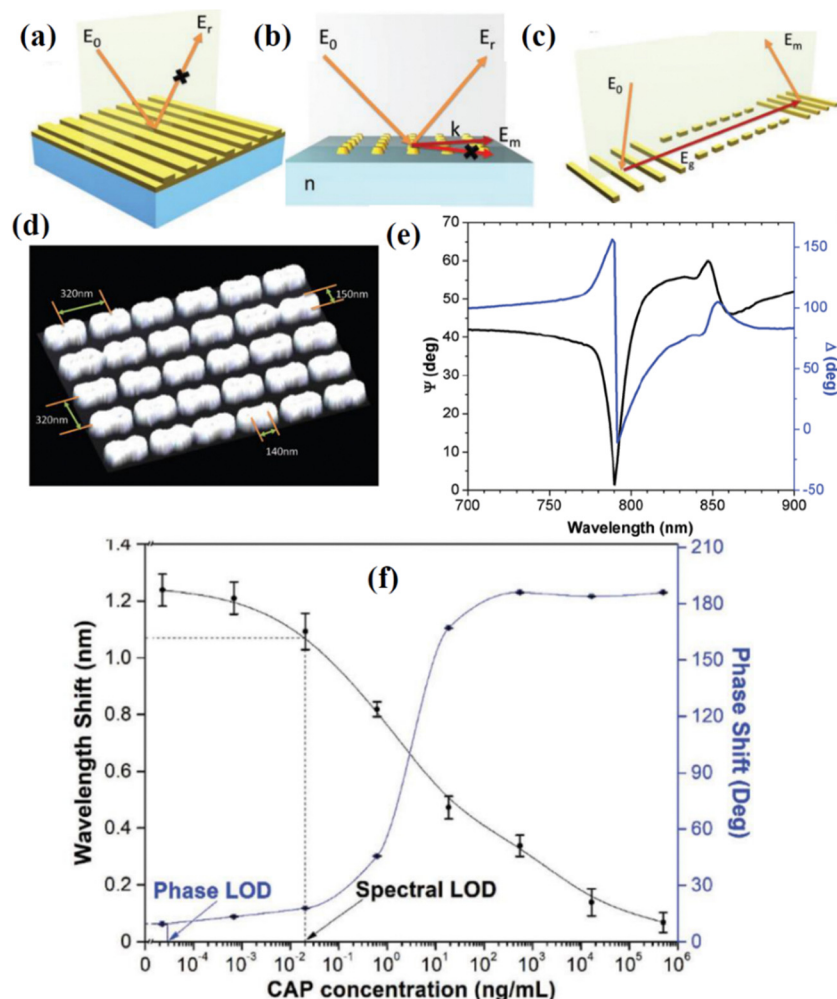 (a)
E0
Er
(b)
E0
Er
k
Em
n
(c)
E0
Em
Eg
(d)
320nm
150nm
320nm
140nm
(e)
70
60
50
40
30
20
10
0
Ψ (deg)
150
100
50
0
-50
Δ (deg)
700 750 800 850 900
Wavelength (nm)
(f)
1.4
1.2
1.0
0.8
0.6
0.4
0.2
0
Wavelength Shift (nm)
210
180
150
120
90
60
30
0
Phase Shift (Deg)
Phase LOD
Spectral LOD
0 10-4 10-3 10-2 10-1 100 101 102 103 104 105 106
CAP concentration (ng/mL)